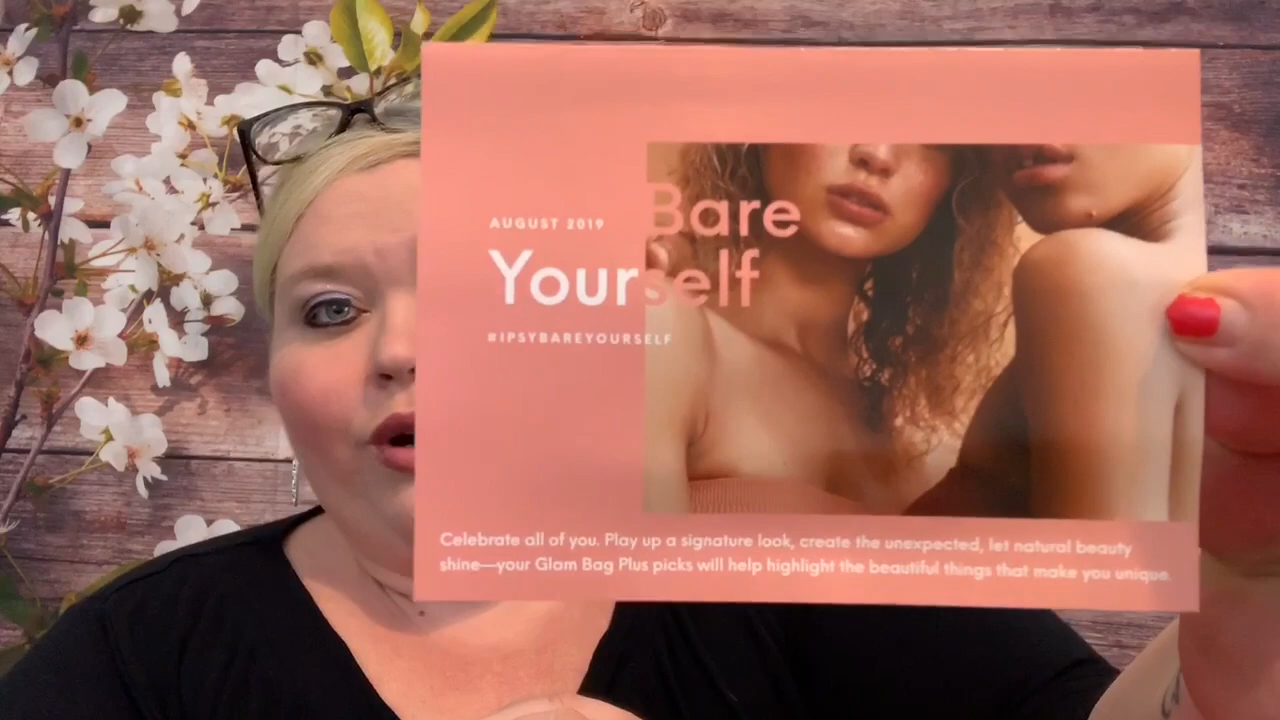 AUGUST 2019
Bare
Yourself
#IPSYBAREYOURSELF
Celebrate all of you. Play up a signature look, create the unexpected, let natural beauty
shine—your Glam Bag Plus picks will help highlight the beautiful things that make you unique.